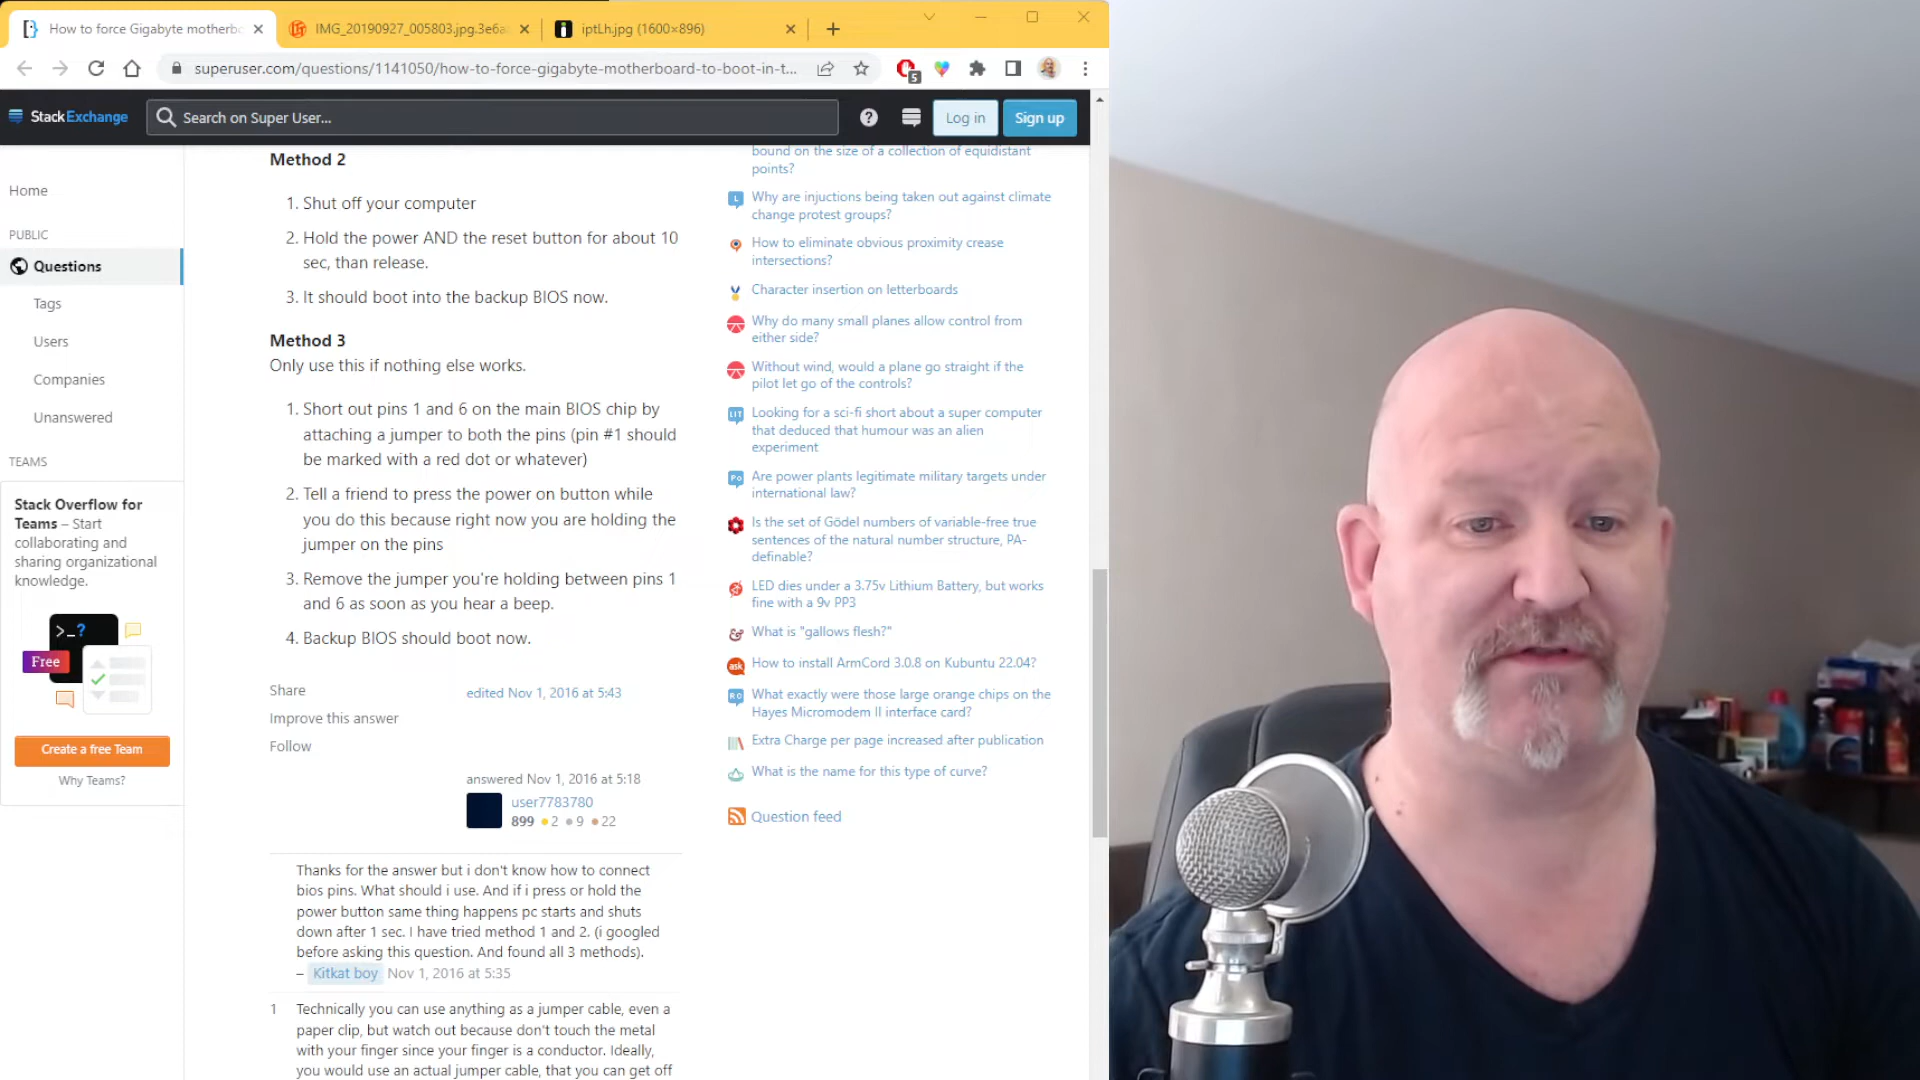 How to force Gigabyte motherb
IMG_20190927_005803.jpg.3e6a
iptLh.jpg (1600×896)
superuser.com/questions/1141050/how-to-force-gigabyte-motherboard-to-boot-in-t...
5
StackExchange
Search on Super User...
Log in
Sign up
Home
PUBLIC
Questions
Tags
Users
Companies
Unanswered
TEAMS
Stack Overflow for
Teams – Start
collaborating and
sharing organizational
knowledge.
>_?
Free
Create a free Team
Why Teams?
Method 2
1. Shut off your computer
2. Hold the power AND the reset button for about 10
sec, than release.
3. It should boot into the backup BIOS now.
Method 3
Only use this if nothing else works.
1. Short out pins 1 and 6 on the main BIOS chip by
attaching a jumper to both the pins (pin #1 should
be marked with a red dot or whatever)
2. Tell a friend to press the power on button while
you do this because right now you are holding the
jumper on the pins
3. Remove the jumper you're holding between pins 1
and 6 as soon as you hear a beep.
4. Backup BIOS should boot now.
Share
Improve this answer
Follow
edited Nov 1, 2016 at 5:43
answered Nov 1, 2016 at 5:18
user7783780
899 2 9 22
Thanks for the answer but i don't know how to connect
bios pins. What should i use. And if i press or hold the
power button same thing happens pc starts and shuts
down after 1 sec. I have tried method 1 and 2. (i googled
before asking this question. And found all 3 methods).
– Kitkat boy Nov 1, 2016 at 5:35
1 Technically you can use anything as a jumper cable, even a
paper clip, but watch out because don't touch the metal
with your finger since your finger is a conductor. Ideally,
you would use an actual jumper cable, that you can get off
bound on the size of a collection of equidistant
points?
Why are injuctions being taken out against climate
change protest groups?
How to eliminate obvious proximity crease
intersections?
Character insertion on letterboards
Why do many small planes allow control from
either side?
Without wind, would a plane go straight if the
pilot let go of the controls?
Looking for a sci-fi short about a super computer
that deduced that humour was an alien
experiment
Are power plants legitimate military targets under
international law?
Is the set of Gödel numbers of variable-free true
sentences of the natural number structure, PA-
definable?
LED dies under a 3.75v Lithium Battery, but works
fine with a 9v PP3
What is "gallows flesh?"
How to install ArmCord 3.0.8 on Kubuntu 22.04?
What exactly were those large orange chips on the
Hayes Micromodem II interface card?
Extra Charge per page increased after publication
What is the name for this type of curve?
Question feed